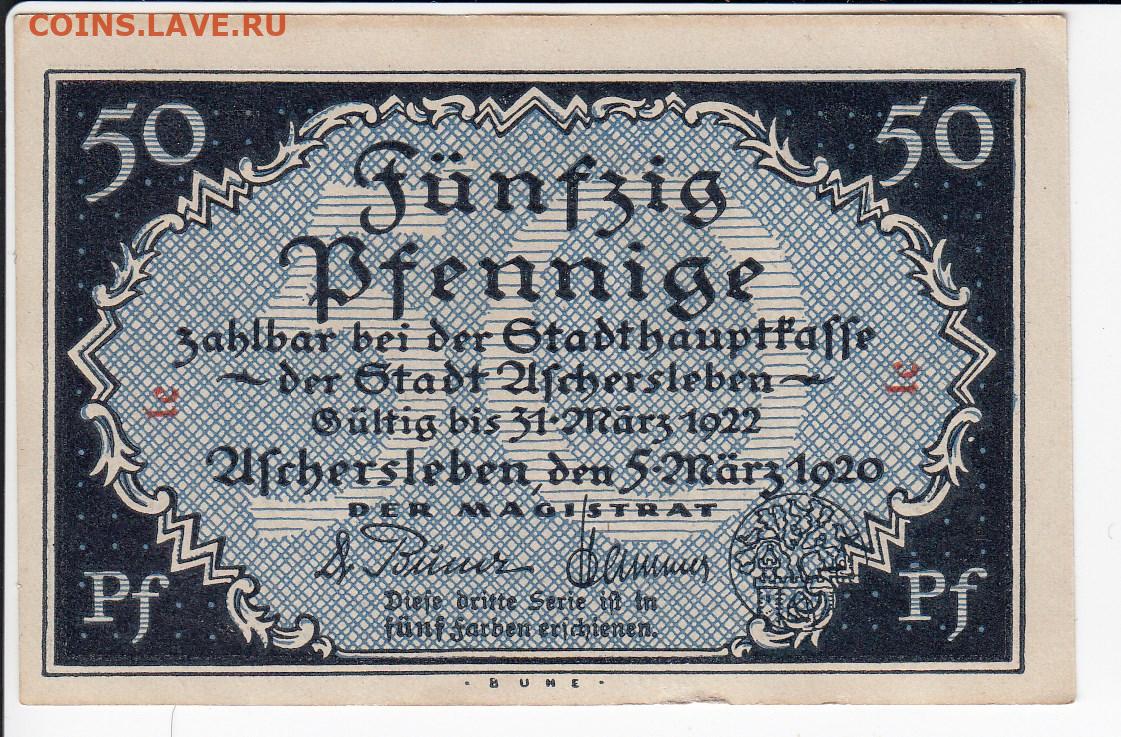 COINS.LAVE.RU
50 50
Fünfzig
Pfennige
zahlbar bei der Stadthauptkasse
der Stadt Aschersleben
Gültig bis 31. März 1922
Aschersleben, den 5. März 1920
DER MAGISTRAT
Pf Pf
Diese dritte Serie ist in
fünf Farben erschienen.